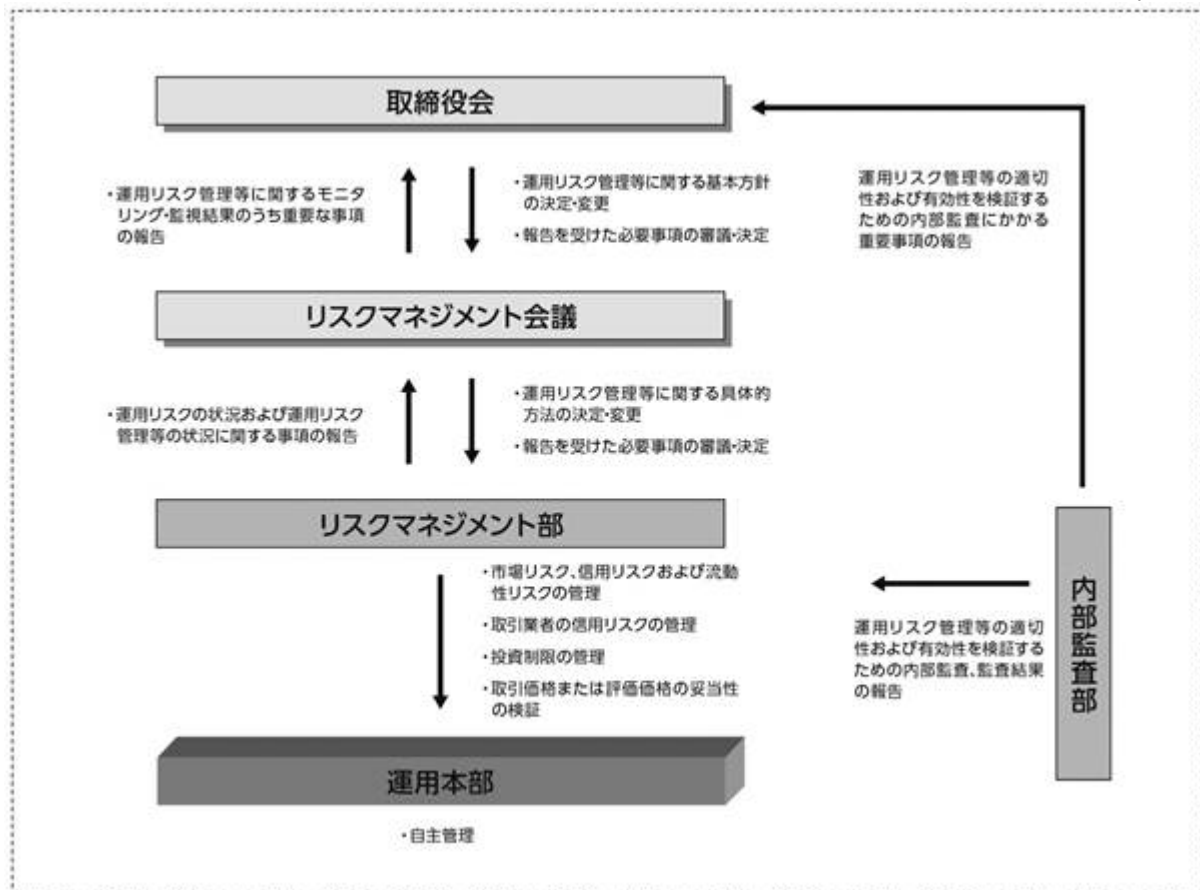 取締役会
・運用リスク管理等に関するモニタ
リング・監視結果のうち重要な事項
の報告
・運用リスク管理等に関する基本方針
の決定・変更
・報告を受けた必要事項の審議・決定
運用リスク管理等の適切
性および有効性を検証する
ための内部監査にかかる
重要事項の報告
リスクマネジメント会議
・運用リスクの状況および運用リスク
管理等の状況に関する事項の報告
・運用リスク管理等に関する具体的
方法の決定・変更
・報告を受けた必要事項の審議・決定
リスクマネジメント部
・市場リスク、信用リスクおよび流動
性リスクの管理
・取引業者の信用リスクの管理
・投資制限の管理
・取引価格または評価価格の妥当性
の検証
運用リスク管理等の適切
性および有効性を検証する
ための内部監査、監査結果
の報告
内部監査部
運用本部
・自主管理